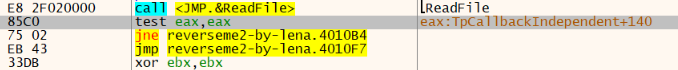 E8 2F020000 call <JMP.&ReadFile> ReadFile
85C0 test eax,eax eax:TpCallbackIndependent+140
75 02 jne reverseme2-by-lena.4010B4
EB 43 jmp reverseme2-by-lena.4010F7
33DB xor ebx,ebx